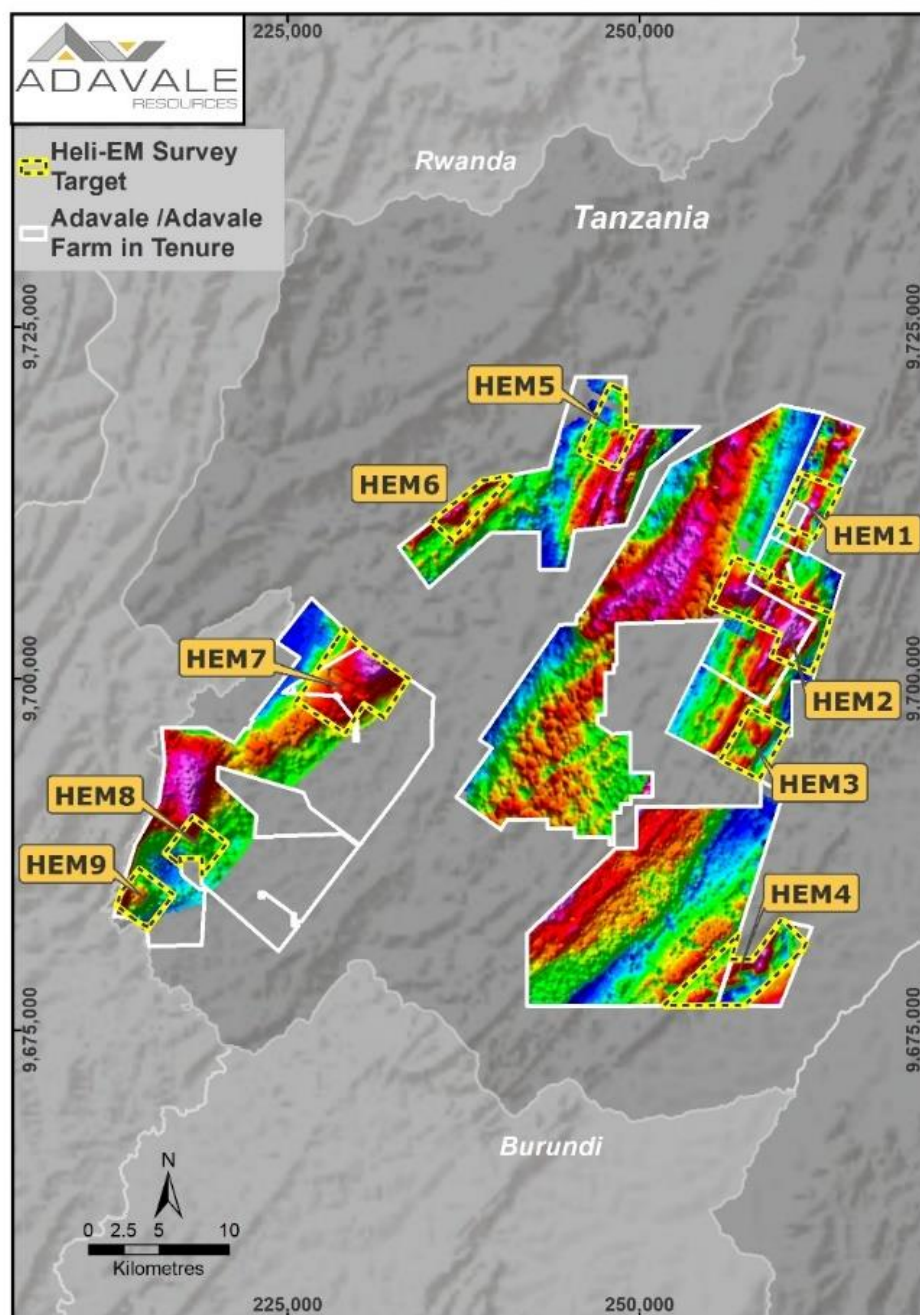 225,000
250,000
ADAVALE
RESOURCES
Heli-EM Survey
Target
Adavale /Adavale
Farm in Tenure
Rwanda
Tanzania
9,725,000
9,725,000
HEM5
HEM6
HEM1
HEM7
9,700,000
9,700,000
HEM2
HEM3
HEM8
HEM9
HEM4
9,675,000
9,675,000
Burundi
N
0 2.5 5 10
Kilometres
225,000
250,000